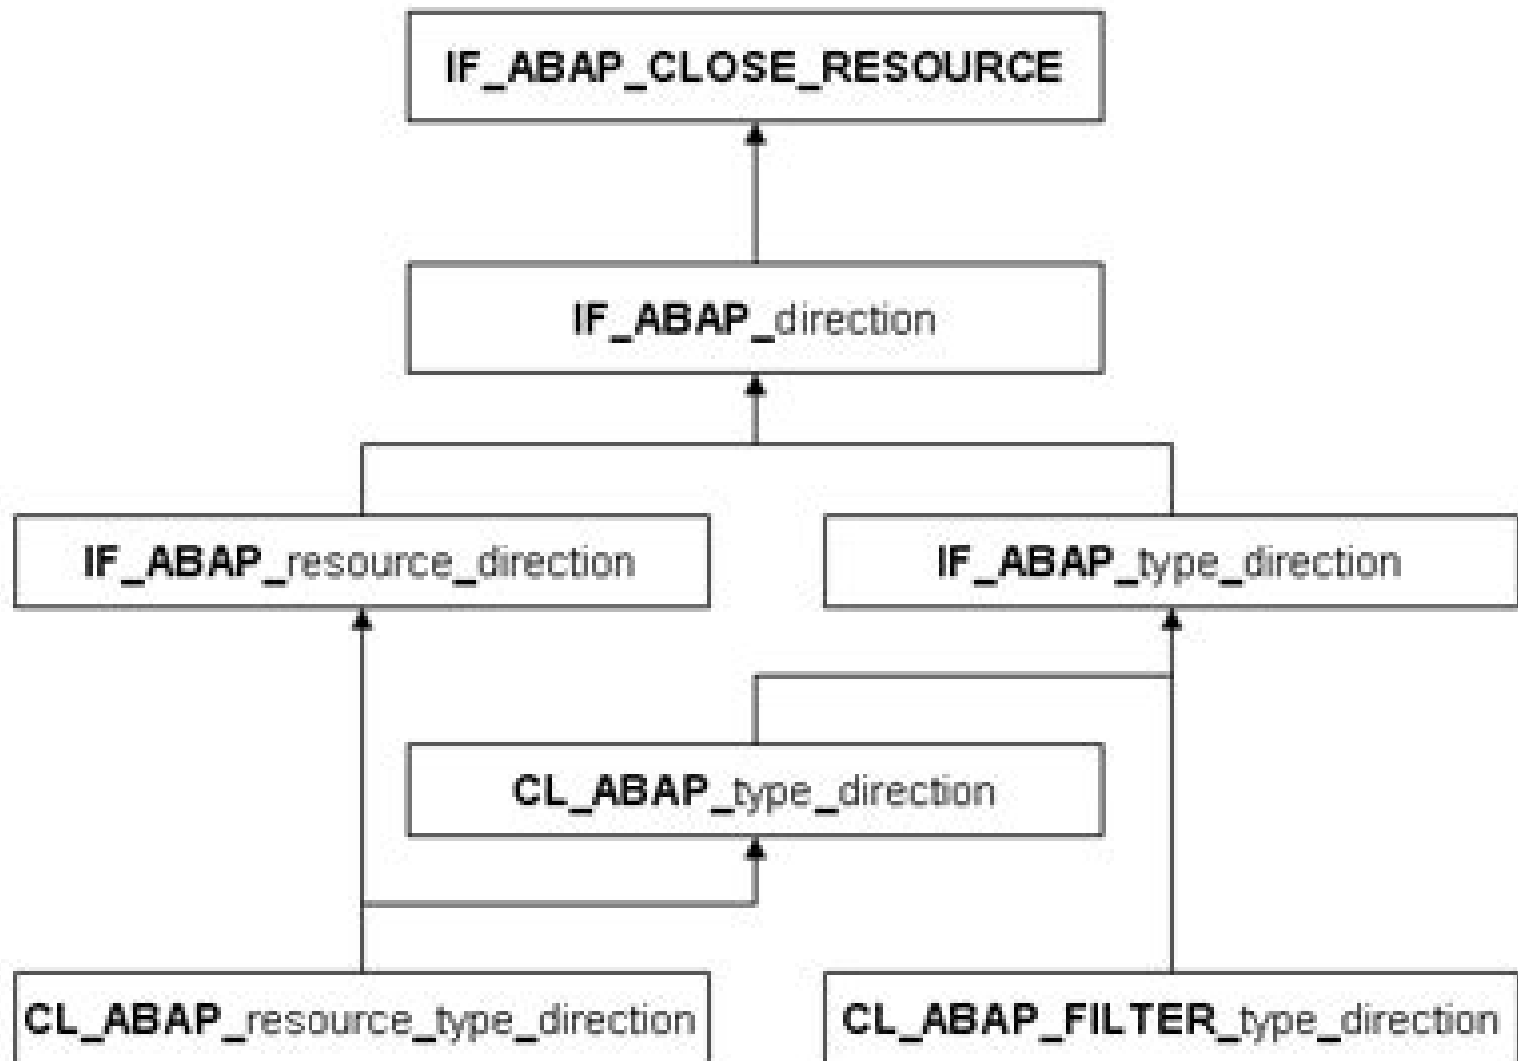 IF_ABAP_CLOSE_RESOURCE
IF_ABAP_direction
IF_ABAP_resource_direction
IF_ABAP_type_direction
CL_ABAP_type_direction
CL_ABAP_resource_type_direction
CL_ABAP_FILTER_type_direction